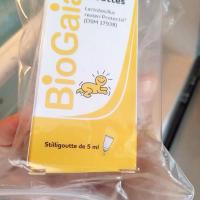 BioGaia
Lactobacillus
reuteri Protectis®
(DSM 17938)
Stilligoutte de 5 ml